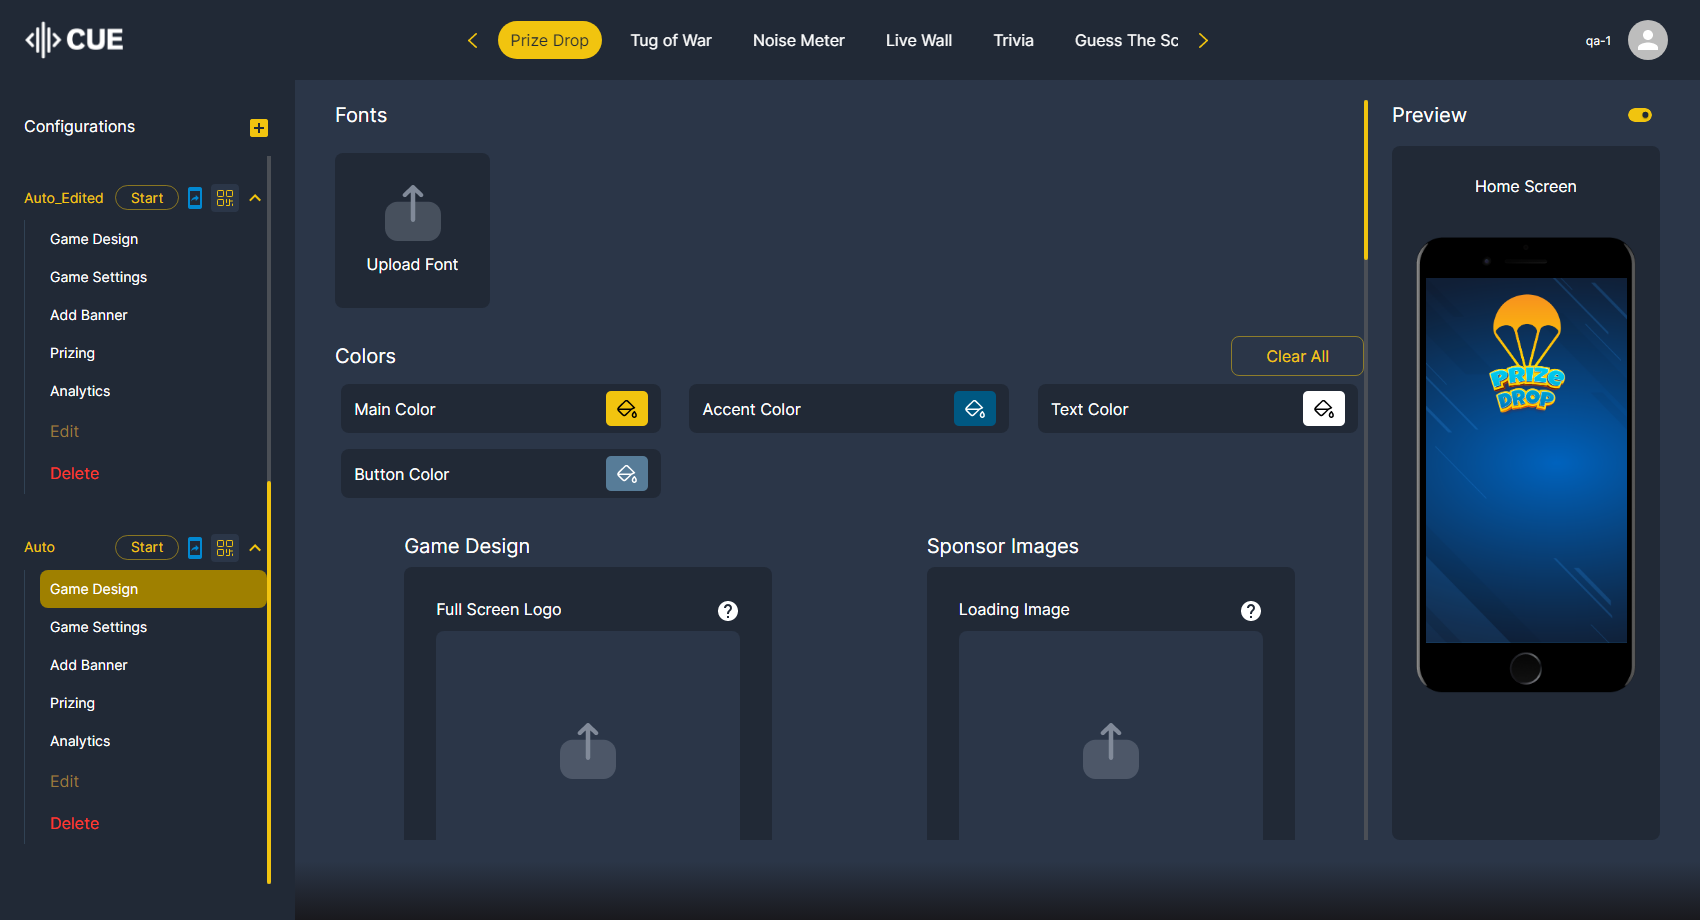 CUE
Prize Drop
Tug of War
Noise Meter
Live Wall
Trivia
Guess The Sc
qa-1
Configurations
Auto_Edited
Start
Game Design
Game Settings
Add Banner
Prizing
Analytics
Edit
Delete
Auto
Start
Game Design
Game Settings
Add Banner
Prizing
Analytics
Edit
Delete
Fonts
Upload Font
Colors
Clear All
Main Color
Accent Color
Text Color
Button Color
Game Design
Full Screen Logo
?
Sponsor Images
Loading Image
?
Preview
Home Screen
PRIZE
DROP